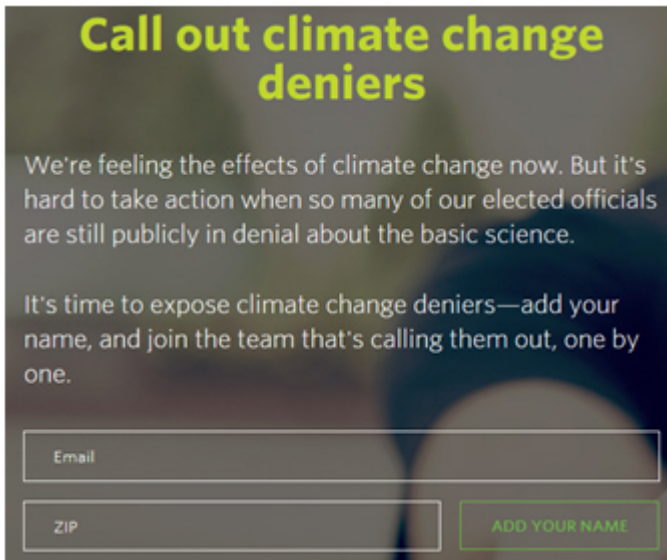 Call out climate change
deniers
We're feeling the effects of climate change now. But it's
hard to take action when so many of our elected officials
are still publicly in denial about the basic science.
It's time to expose climate change deniers—add your
name, and join the team that's calling them out, one by
one.
Email
ZIP
ADD YOUR NAME